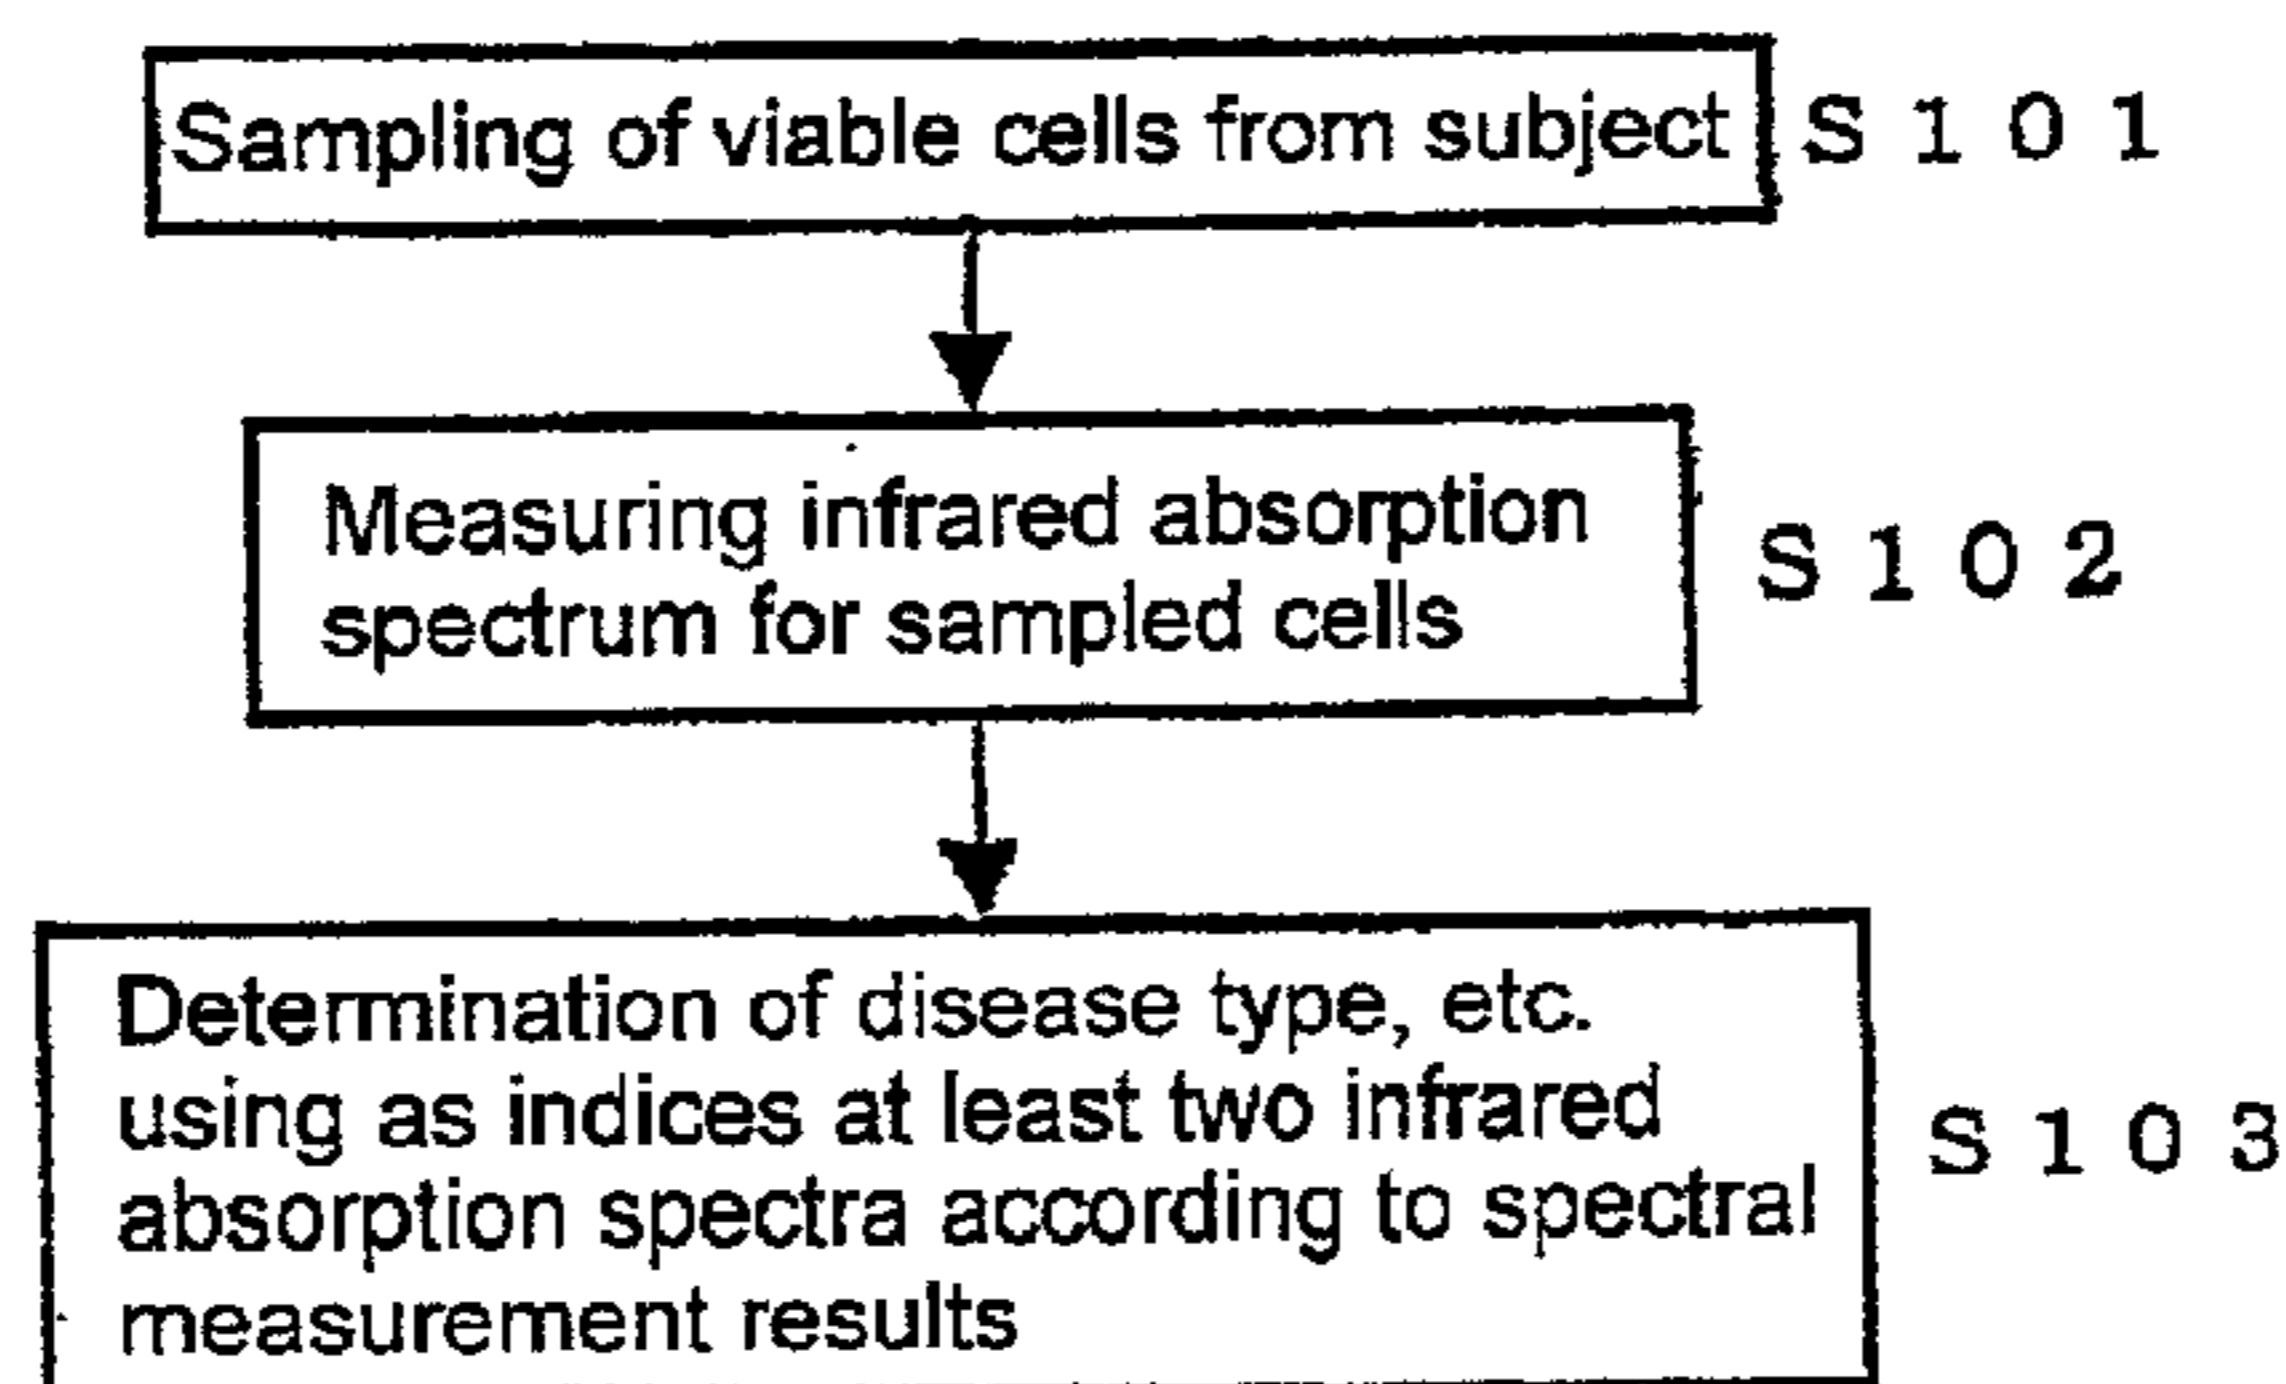 Sampling of viable cells from subject S 1 0 1
Measuring infrared absorption
spectrum for sampled cells
S 1 0 2
Determination of disease type, etc.
using as indices at least two infrared
absorption spectra according to spectral
measurement results
S 1 0 3